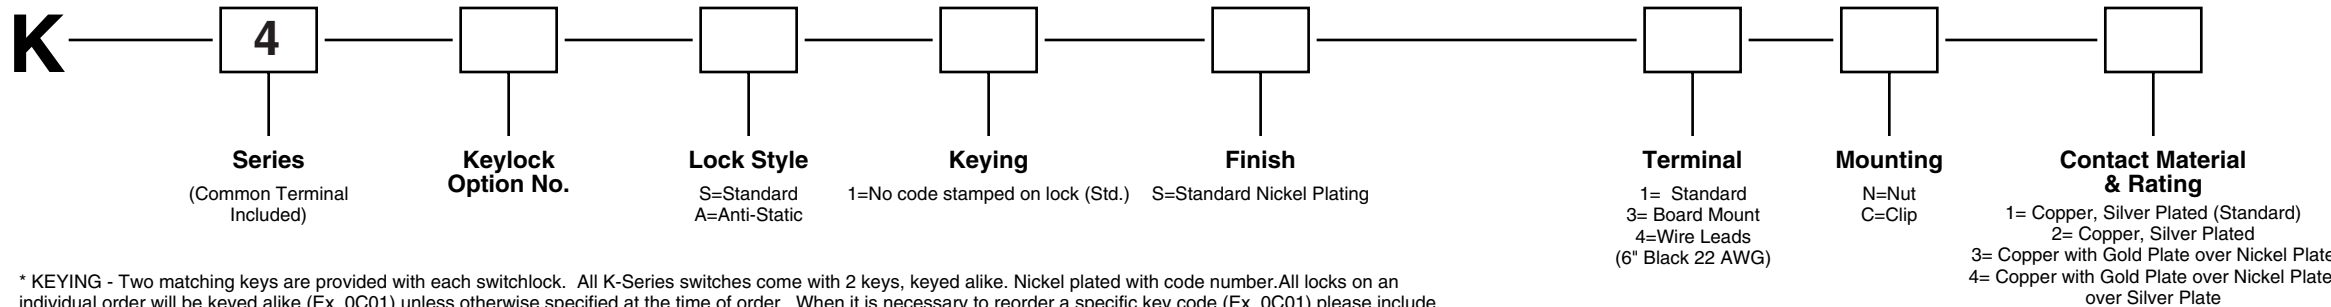 K
4
Series
(Common Terminal
Included)
Keylock
Option No.
Lock Style
S=Standard
A=Anti-Static
Keying
1=No code stamped on lock (Std.)
Finish
S=Standard Nickel Plating
Terminal
1= Standard
3= Board Mount
4=Wire Leads
(6" Black 22 AWG)
Mounting
N=Nut
C=Clip
Contact Material
& Rating
1= Copper, Silver Plated (Standard)
2= Copper, Silver Plated
3= Copper with Gold Plate over Nickel Plate
4= Copper with Gold Plate over Nickel Plate
over Silver Plate
* KEYING - Two matching keys are provided with each switchlock. All K-Series switches come with 2 keys, keyed alike. Nickel plated with code number.All locks on an
individual order will be keyed alike (Ex. 0C01) unless otherwise specified at the time of order. When it is necessary to reorder a specific key code (Ex. 0C01) please include